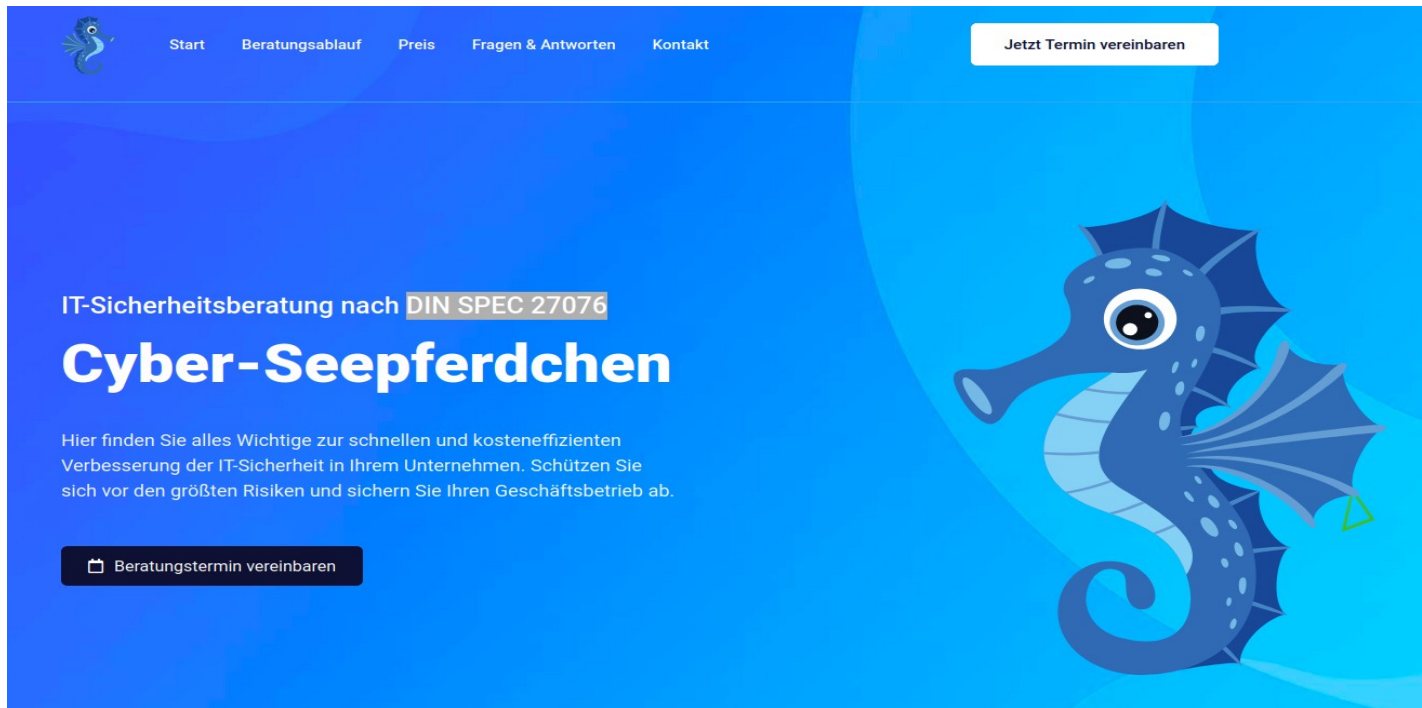 Start Beratungsablauf Preis Fragen & Antworten Kontakt Jetzt Termin vereinbaren
IT-Sicherheitsberatung nach DIN SPEC 27076
Cyber-Seepferdchen
Hier finden Sie alles Wichtige zur schnellen und kosteneffizienten
Verbesserung der IT-Sicherheit in Ihrem Unternehmen. Schützen Sie
sich vor den größten Risiken und sichern Sie Ihren Geschäftsbetrieb ab.
Beratungstermin vereinbaren